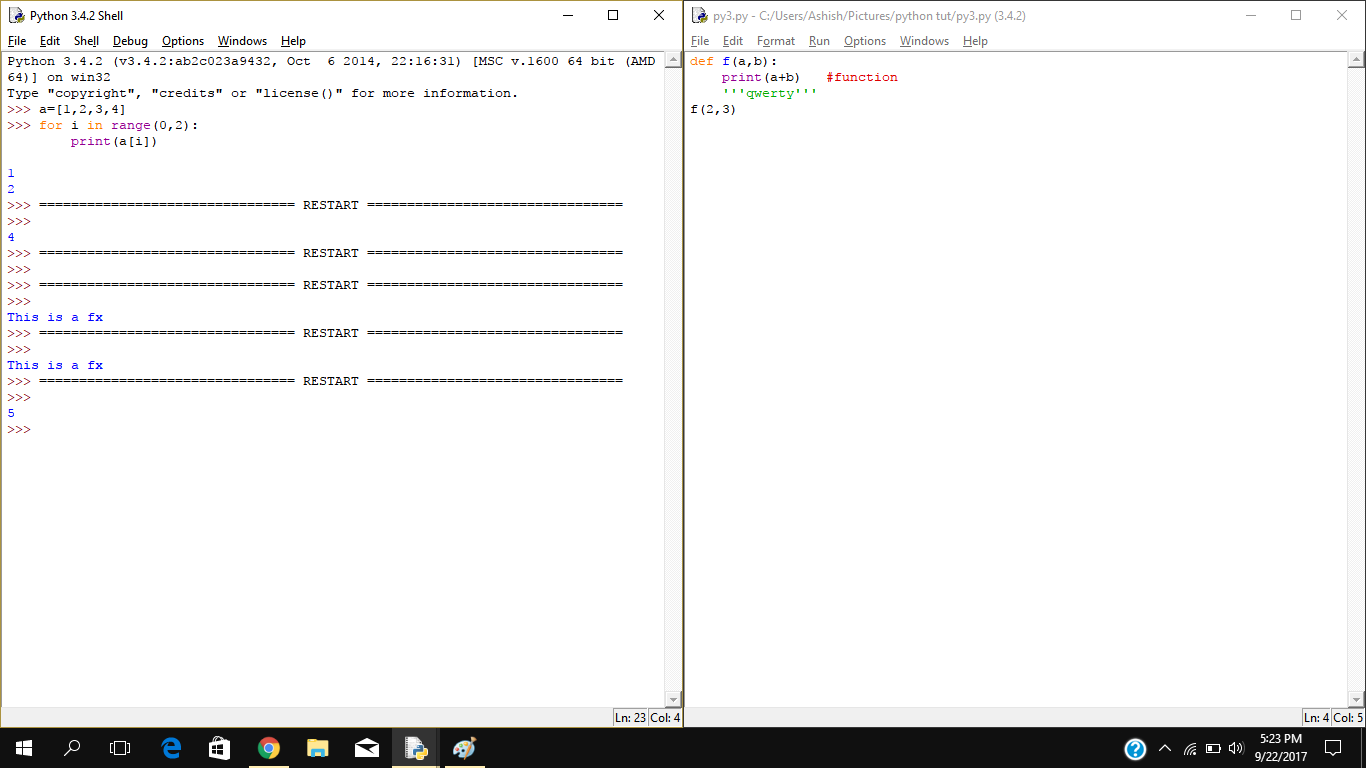 Python 3.4.2 Shell
File Edit Shell Debug Options Windows Help
Python 3.4.2 (v3.4.2:ab2c023a9432, Oct  6 2014, 22:16:31) [MSC v.1600 64 bit (AMD
64)] on win32
Type "copyright", "credits" or "license()" for more information.
>>> a=[1,2,3,4]
>>> for i in range(0,2):
        print(a[i])
1
2
>>> ================================ RESTART ================================
>>>
4
>>> ================================ RESTART ================================
>>>
>>> ================================ RESTART ================================
>>>
This is a fx
>>> ================================ RESTART ================================
>>>
This is a fx
>>> ================================ RESTART ================================
>>>
5
>>>
Ln: 23 Col: 4
py3.py - C:/Users/Ashish/Pictures/python tut/py3.py (3.4.2)
File Edit Format Run Options Windows Help
def f(a,b):
    print(a+b)   #function
    '''qwerty'''
f(2,3)
Ln: 4 Col: 5
5:23 PM
9/22/2017